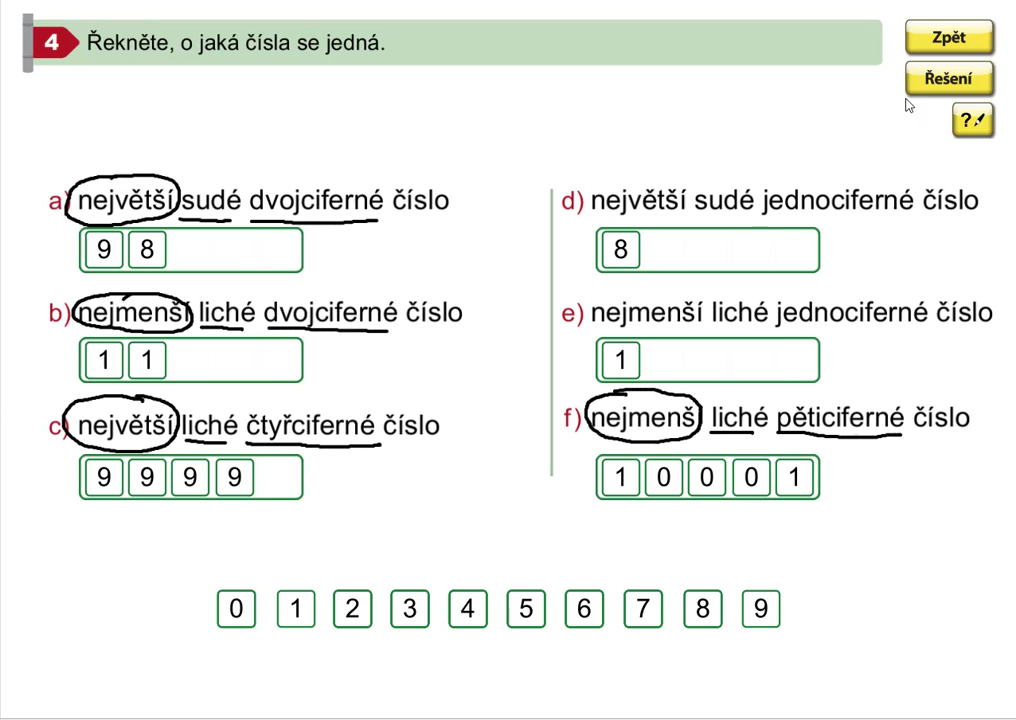 4 Řekněte, o jaká čísla se jedná.
Zpět
Řešení
?
a) největší sudé dvojciferné číslo
9 8
b) nejmenší liché dvojciferné číslo
1 1
c) největší liché čtyřciferné číslo
9 9 9 9
d) největší sudé jednociferné číslo
8
e) nejmenší liché jednociferné číslo
1
f) nejmenší liché pěticiferné číslo
1 0 0 0 1
0 1 2 3 4 5 6 7 8 9